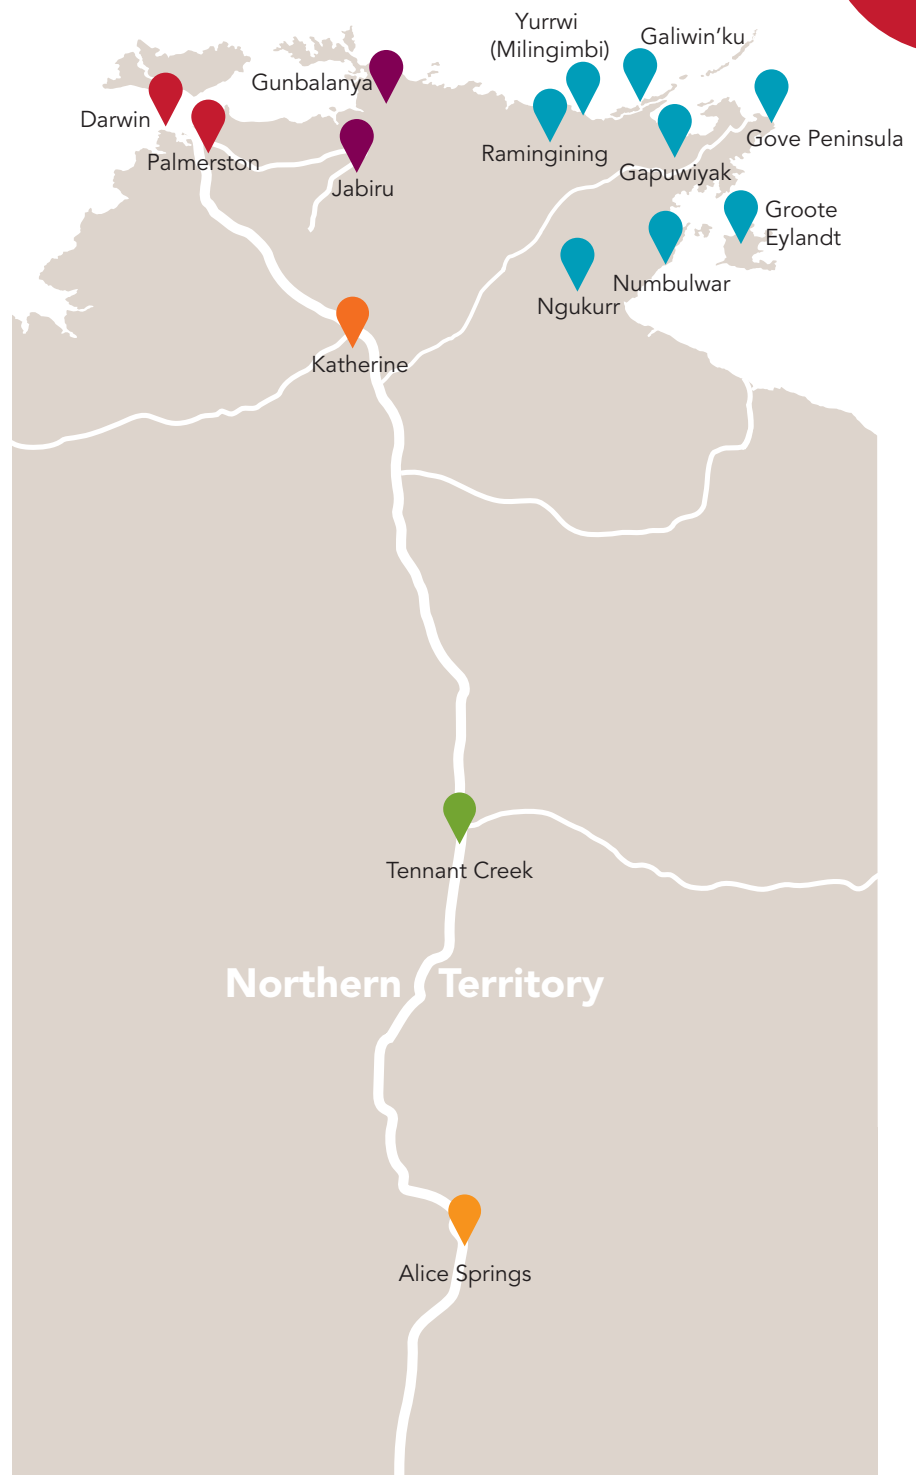 Yurrwi
(Milingimbi)
Galiwin’ku
Gunbalanya
Darwin
Palmerston
Jabiru
Ramingining
Gapuwiyak
Gove Peninsula
Groote
Eylandt
Numbulwar
Ngukurr
Katherine
Tennant Creek
Northern Territory
Alice Springs